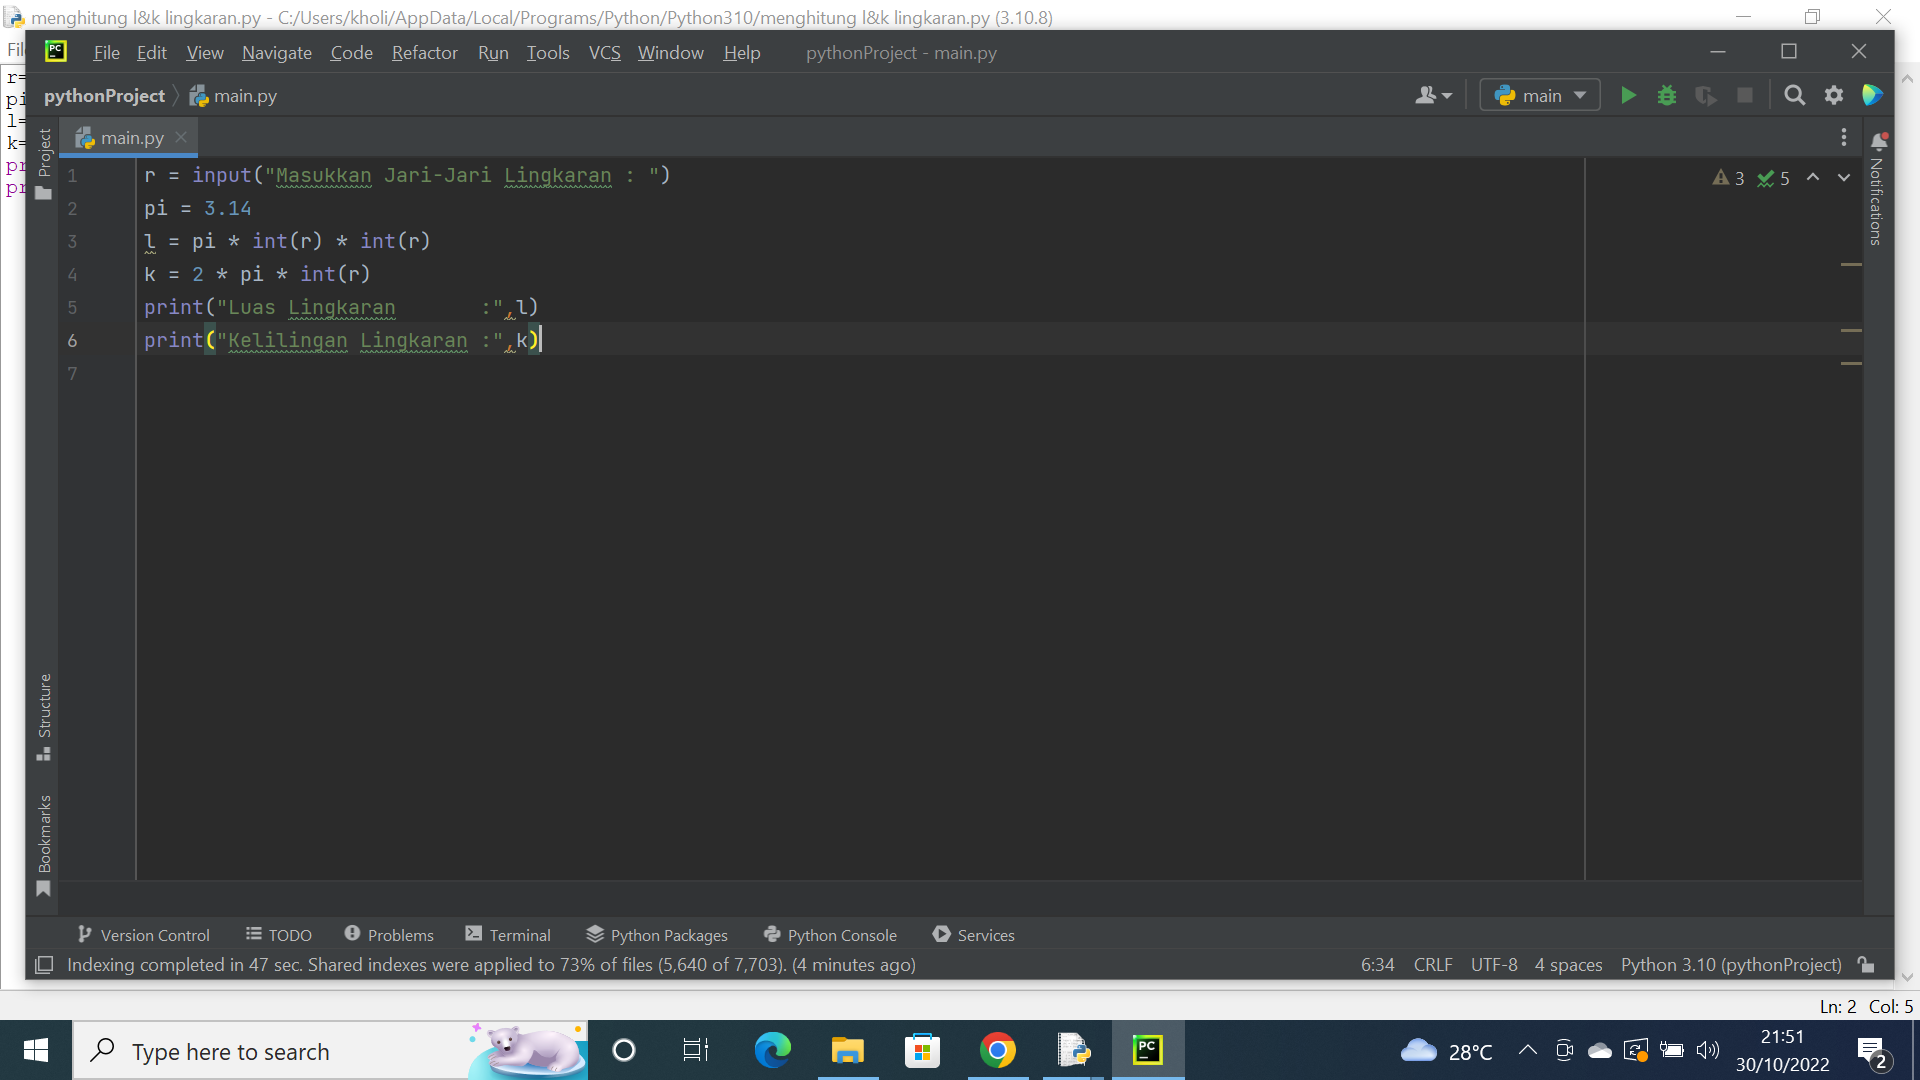 menghitung l&k lingkaran.py - C:/Users/kholi/AppData/Local/Programs/Python/Python310/menghitung l&k lingkaran.py (3.10.8)
File Edit View Navigate Code Refactor Run Tools VCS Window Help pythonProject - main.py
pythonProject main.py main
main.py
3 5
1 r = input("Masukkan Jari-Jari Lingkaran : ")
2 pi = 3.14
3 l = pi * int(r) * int(r)
4 k = 2 * pi * int(r)
5 print("Luas Lingkaran       :",l)
6 print("Kelilingan Lingkaran :",k)
7
r=
pi
l=
k=
pr
pr
Project
Structure
Bookmarks
Notifications
Version Control TODO Problems Terminal Python Packages Python Console Services
Indexing completed in 47 sec. Shared indexes were applied to 73% of files (5,640 of 7,703). (4 minutes ago) 6:34 CRLF UTF-8 4 spaces Python 3.10 (pythonProject)
Ln: 2 Col: 5
Type here to search 28°C 21:51
30/10/2022 2